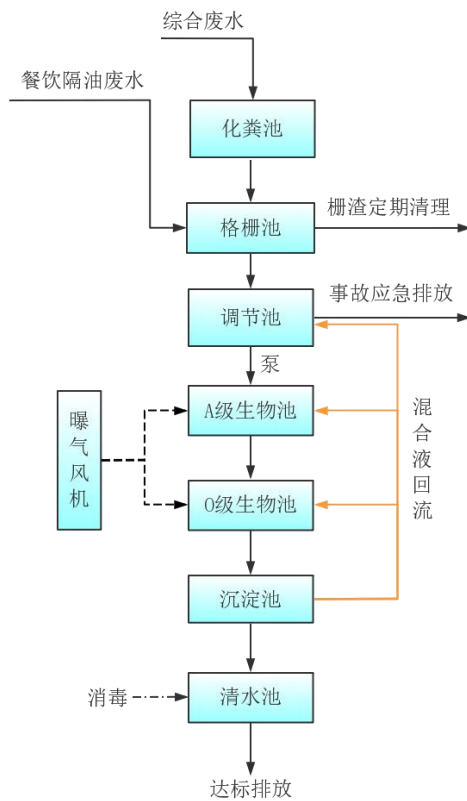 综合废水
餐饮隔油废水
化粪池
格栅池
栅渣定期清理
调节池
事故应急排放
泵
A级生物池
曝气风机
混合液回流
O级生物池
沉淀池
消毒
清水池
达标排放